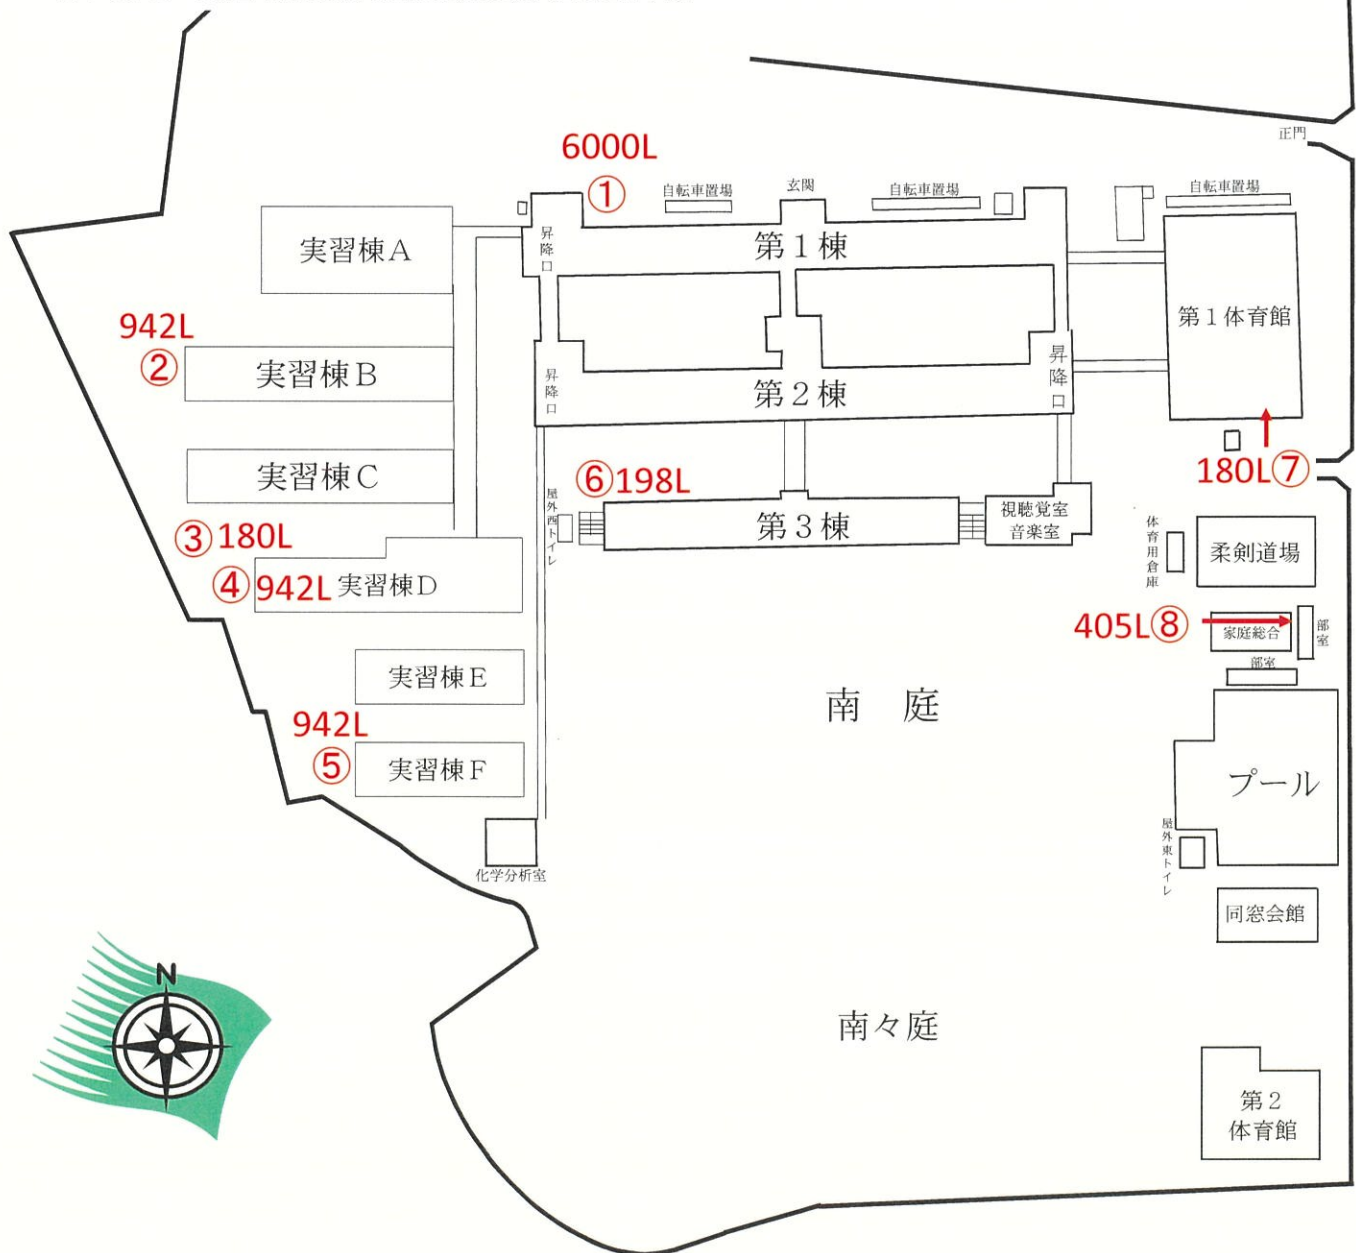 正門
6000L
①
自転車置場
玄関
自転車置場
自転車置場
実習棟A
昇降口
第1棟
第1体育館
942L
②
実習棟B
昇降口
第2棟
昇降口
実習棟C
⑥198L
180L⑦
屋外西トイレ
第3棟
視聴覚室
音楽室
体育用倉庫
柔剣道場
③180L
④942L
実習棟D
405L⑧
家庭総合
部室
部室
実習棟E
南 庭
942L
⑤
実習棟F
プール
屋外東トイレ
化学分析室
同窓会館
N
南々庭
第2
体育館